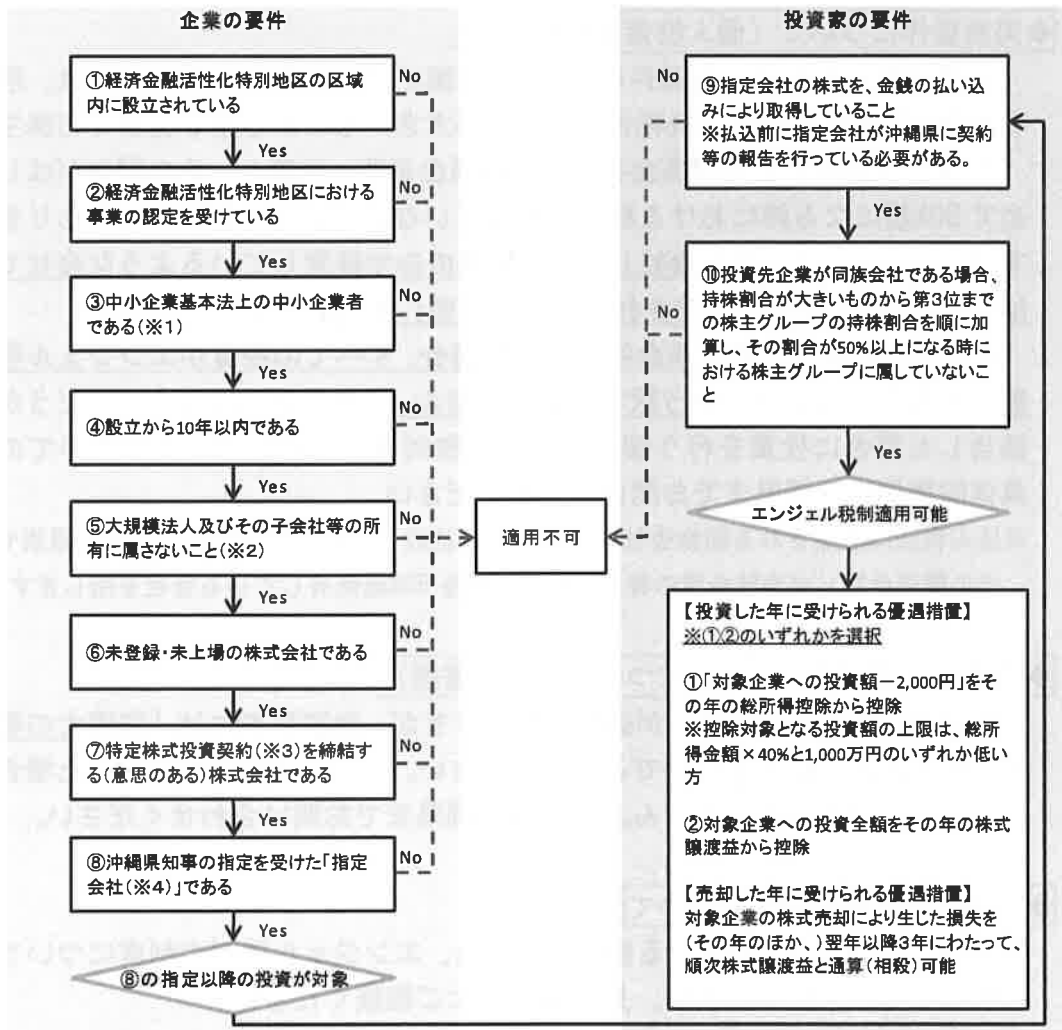 企業の要件
①経済金融活性化特別地区の区域
内に設立されている
No
Yes
②経済金融活性化特別地区における
事業の認定を受けている
No
Yes
③中小企業基本法上の中小企業者
である(※1)
No
Yes
④設立から10年以内である
No
Yes
⑤大規模法人及びその子会社等の所
有に属さないこと(※2)
No
Yes
⑥未登録・未上場の株式会社である
No
Yes
⑦特定株式投資契約(※3)を締結す
る(意思のある)株式会社である
No
Yes
⑧沖縄県知事の指定を受けた「指定
会社(※4)」である
No
Yes
⑧の指定以降の投資が対象
適用不可
投資家の要件
No
⑨指定会社の株式を、金銭の払い込
みにより取得していること
※払込前に指定会社が沖縄県に契約
等の報告を行っている必要がある。
Yes
No
⑩投資先企業が同族会社である場合、
持株割合が大きいものから第3位まで
の株主グループの持株割合を順に加
算し、その割合が50%以上になる時に
おける株主グループに属していないこ
と
Yes
エンジェル税制適用可能
【投資した年に受けられる優遇措置】
※①②のいずれかを選択
①「対象企業への投資額－2,000円」をそ
の年の総所得控除から控除
※控除対象となる投資額の上限は、総所
得金額×40%と1,000万円のいずれか低い
方
②対象企業への投資全額をその年の株式
譲渡益から控除
【売却した年に受けられる優遇措置】
対象企業の株式売却により生じた損失を
(その年のほか、)翌年以降3年にわたって、
順次株式譲渡益と通算(相殺)可能